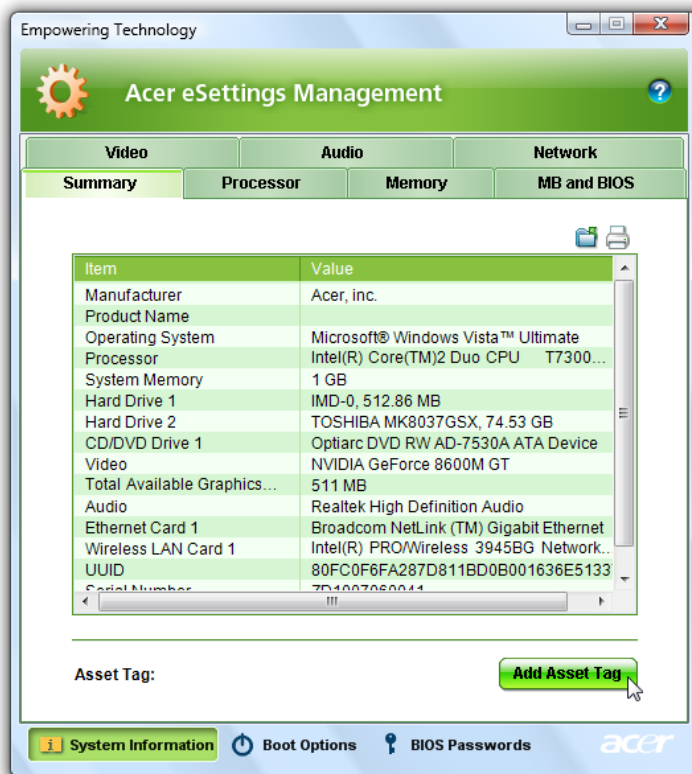 Empowering Technology
Acer eSettings Management
Video Audio Network
Summary Processor Memory MB and BIOS
Item Value
Manufacturer Acer, inc.
Product Name
Operating System Microsoft® Windows Vista™ Ultimate
Processor Intel(R) Core(TM)2 Duo CPU T7300...
System Memory 1 GB
Hard Drive 1 IMD-0, 512.86 MB
Hard Drive 2 TOSHIBA MK8037GSX, 74.53 GB
CD/DVD Drive 1 Optiarc DVD RW AD-7530A ATA Device
Video NVIDIA GeForce 8600M GT
Total Available Graphics... 511 MB
Audio Realtek High Definition Audio
Ethernet Card 1 Broadcom NetLink (TM) Gigabit Ethernet
Wireless LAN Card 1 Intel(R) PRO/Wireless 3945BG Network..
UUID 80FC0F6FA287D811BD0B001636E5133
Serial Number
Asset Tag: Add Asset Tag
System Information Boot Options BIOS Passwords acer